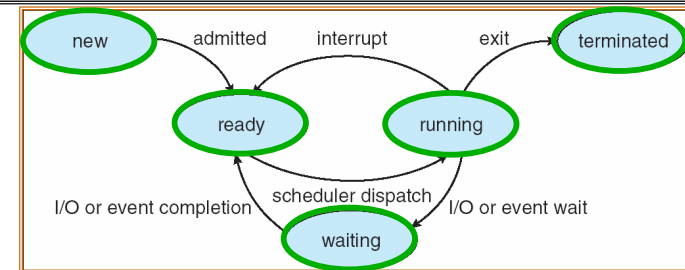 new
admitted
interrupt
exit
terminated
ready
running
scheduler dispatch
I/O or event completion
I/O or event wait
waiting